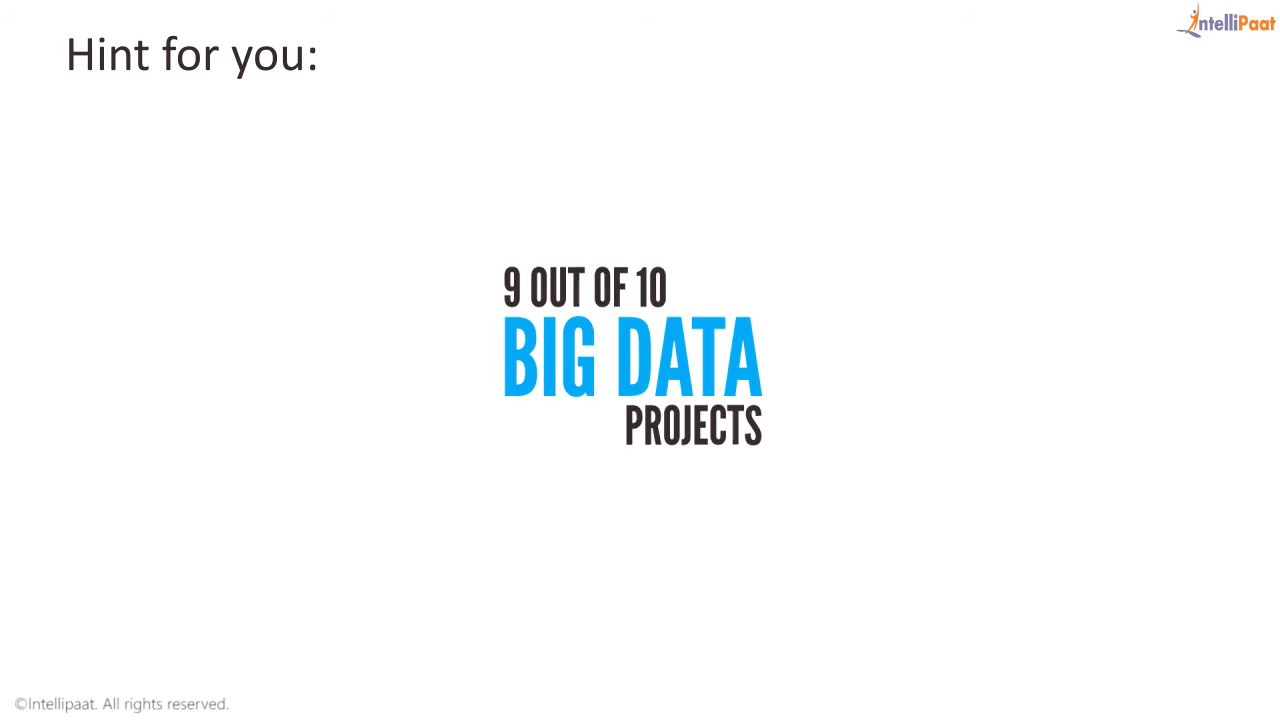 IntelliPaat
Hint for you:
9 OUT OF 10
BIG DATA
PROJECTS
©Intellipaat. All rights reserved.